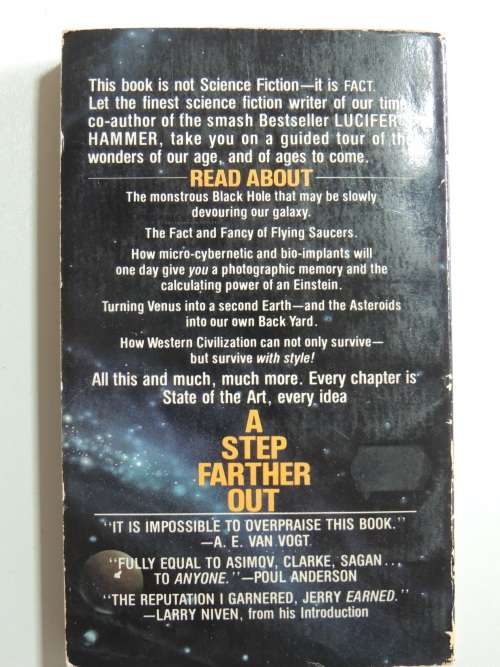 This book is not Science Fiction—it is FACT.
Let the finest science fiction writer of our time,
co-author of the smash Bestseller LUCIFER'S
HAMMER, take you on a guided tour of the
wonders of our age, and of ages to come.
READ ABOUT
The monstrous Black Hole that may be slowly
devouring our galaxy.
The Fact and Fancy of Flying Saucers.
How micro-cybernetic and bio-implants will
one day give you a photographic memory and the
calculating power of an Einstein.
Turning Venus into a second Earth—and the Asteroids
into our own Back Yard.
How Western Civilization can not only survive—
but survive with style!
All this and much, much more. Every chapter is
State of the Art, every idea
A
STEP
FARTHER
OUT
"IT IS IMPOSSIBLE TO OVERPRAISE THIS BOOK."
—A. E. VAN VOGT
"FULLY EQUAL TO ASIMOV, CLARKE, SAGAN...
TO ANYONE."—POUL ANDERSON
"THE REPUTATION I GARNERED, JERRY EARNED."
—LARRY NIVEN, from his Introduction